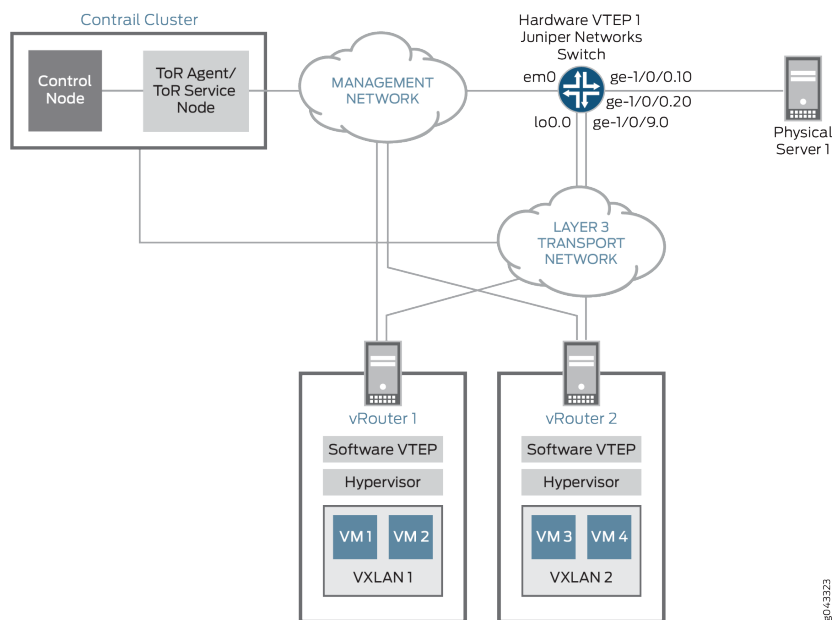 Contrail Cluster
Control
Node
ToR Agent/
ToR Service
Node
MANAGEMENT
NETWORK
Hardware VTEP 1
Juniper Networks
Switch
em0
ge-1/0/0.10
ge-1/0/0.20
lo0.0
ge-1/0/9.0
Physical
Server 1
LAYER 3
TRANSPORT
NETWORK
vRouter 1
Software VTEP
Hypervisor
VM 1
VM 2
VXLAN 1
vRouter 2
Software VTEP
Hypervisor
VM 3
VM 4
VXLAN 2
g043323